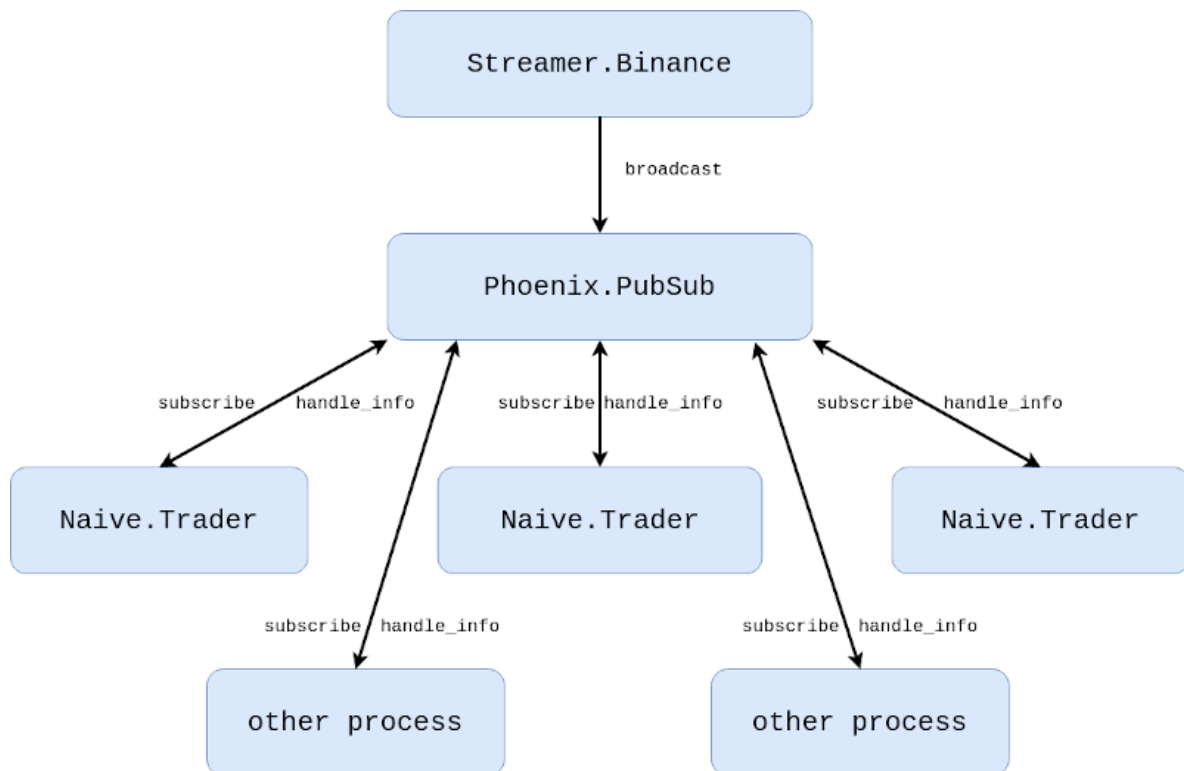 Streamer.Binance
broadcast
Phoenix.PubSub
subscribe handle_info
subscribe handle_info
subscribe handle_info
Naive.Trader
Naive.Trader
Naive.Trader
subscribe handle_info
subscribe handle_info
other process
other process